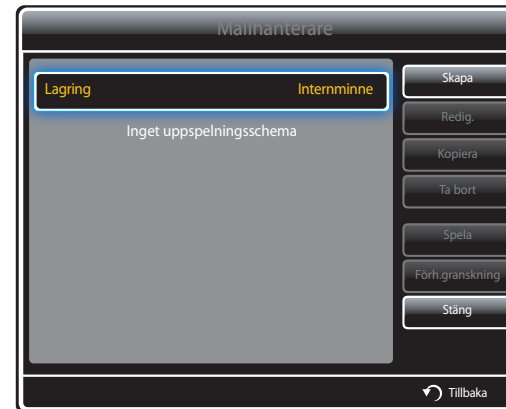 Mallhanterare
Lagring Internminne
Inget uppspelningsschema
Skapa
Redig.
Kopiera
Ta bort
Spela
Förh.granskning
Stäng
Tillbaka